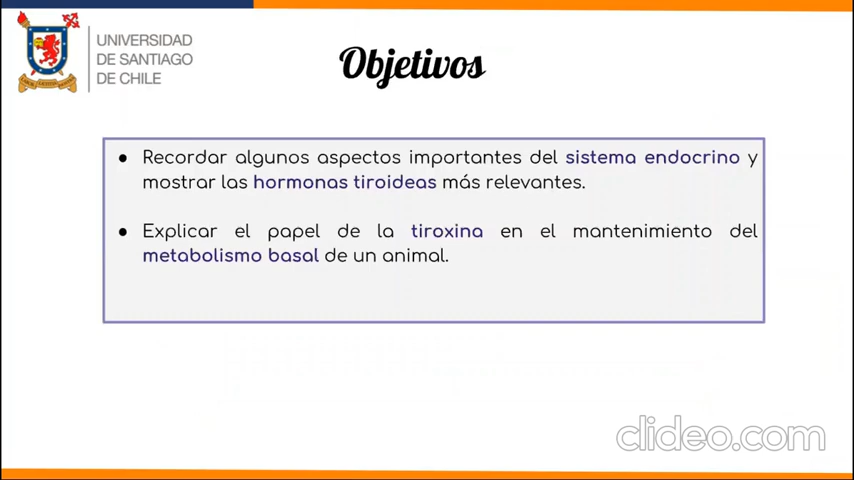 UNIVERSIDAD
DE SANTIAGO
DE CHILE
Objetivos
● Recordar algunos aspectos importantes del sistema endocrino y
mostrar las hormonas tiroideas más relevantes.
● Explicar el papel de la tiroxina en el mantenimiento del
metabolismo basal de un animal.
clideo.com